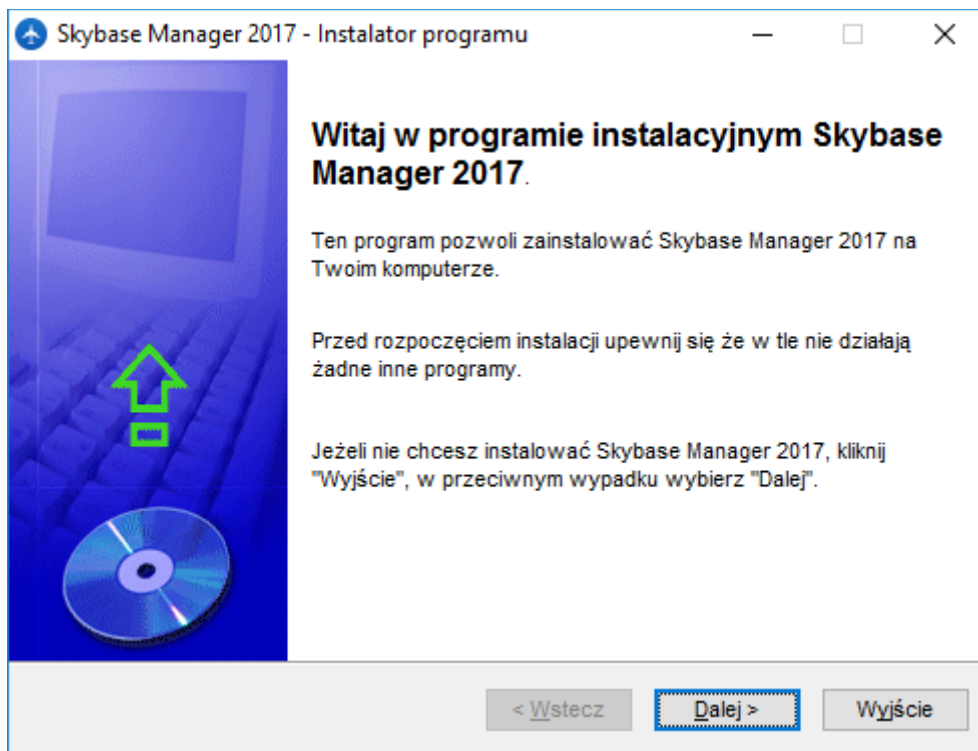 Skybase Manager 2017 - Instalator programu
Witaj w programie instalacyjnym Skybase
Manager 2017.
Ten program pozwoli zainstalować Skybase Manager 2017 na
Twoim komputerze.
Przed rozpoczęciem instalacji upewnij się że w tle nie działają
żadne inne programy.
Jeżeli nie chcesz instalować Skybase Manager 2017, kliknij
"Wyjście", w przeciwnym wypadku wybierz "Dalej".
< Wstecz
Dalej >
Wyjście